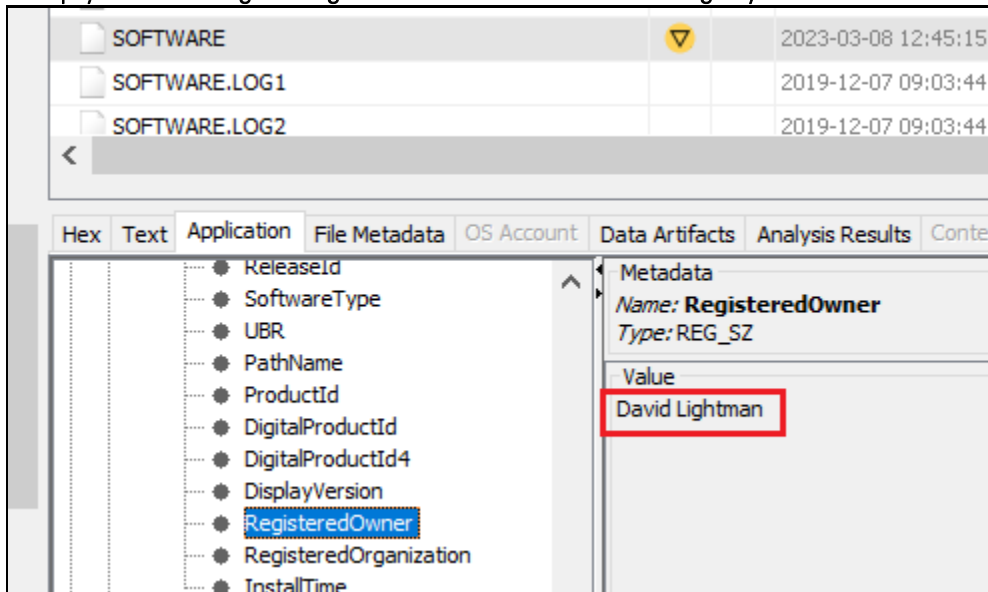 SOFTWARE 2023-03-08 12:45:15
SOFTWARE.LOG1 2019-12-07 09:03:44
SOFTWARE.LOG2 2019-12-07 09:03:44
Hex Text Application File Metadata OS Account Data Artifacts Analysis Results Conte
ReleaseId
SoftwareType
UBR
PathName
ProductId
DigitalProductId
DigitalProductId4
DisplayVersion
RegisteredOwner
RegisteredOrganization
InstallTime
Metadata
Name: RegisteredOwner
Type: REG_SZ
Value
David Lightman